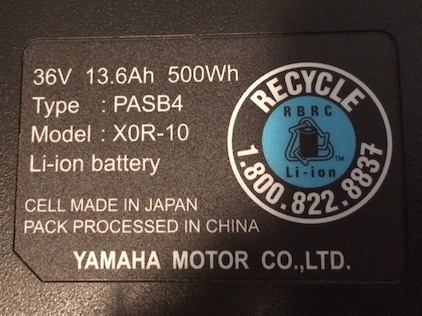 36V 13.6Ah 500Wh
Type : PASB4
Model : X0R-10
Li-ion battery
CELL MADE IN JAPAN
PACK PROCESSED IN CHINA
YAMAHA MOTOR CO.,LTD.
RECYCLE
RBRC
TM
Li-ion
1.800.822.8837